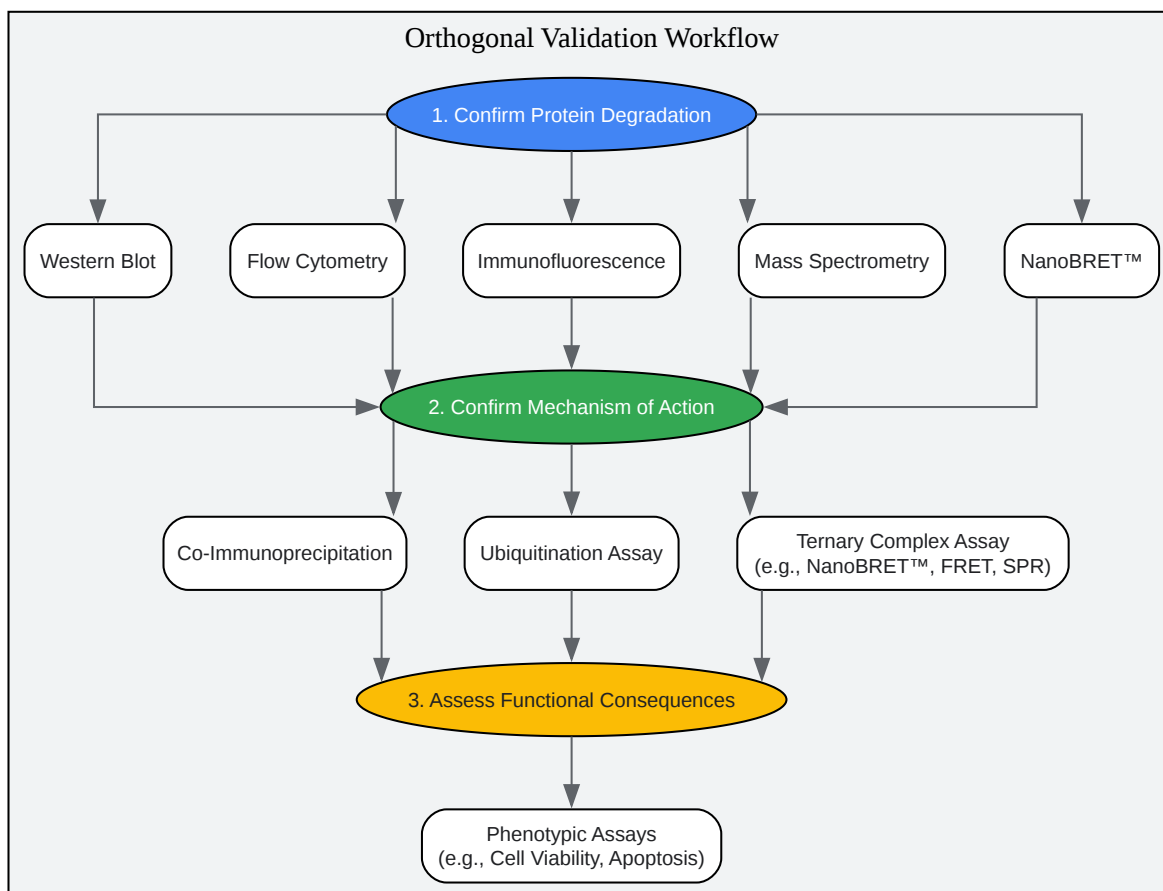 Orthogonal Validation Workflow
1. Confirm Protein Degradation
Western Blot
Flow Cytometry
Immunofluorescence
Mass Spectrometry
NanoBRET™
2. Confirm Mechanism of Action
Co-Immunoprecipitation
Ubiquitination Assay
Ternary Complex Assay
(e.g., NanoBRET™, FRET, SPR)
3. Assess Functional Consequences
Phenotypic Assays
(e.g., Cell Viability, Apoptosis)